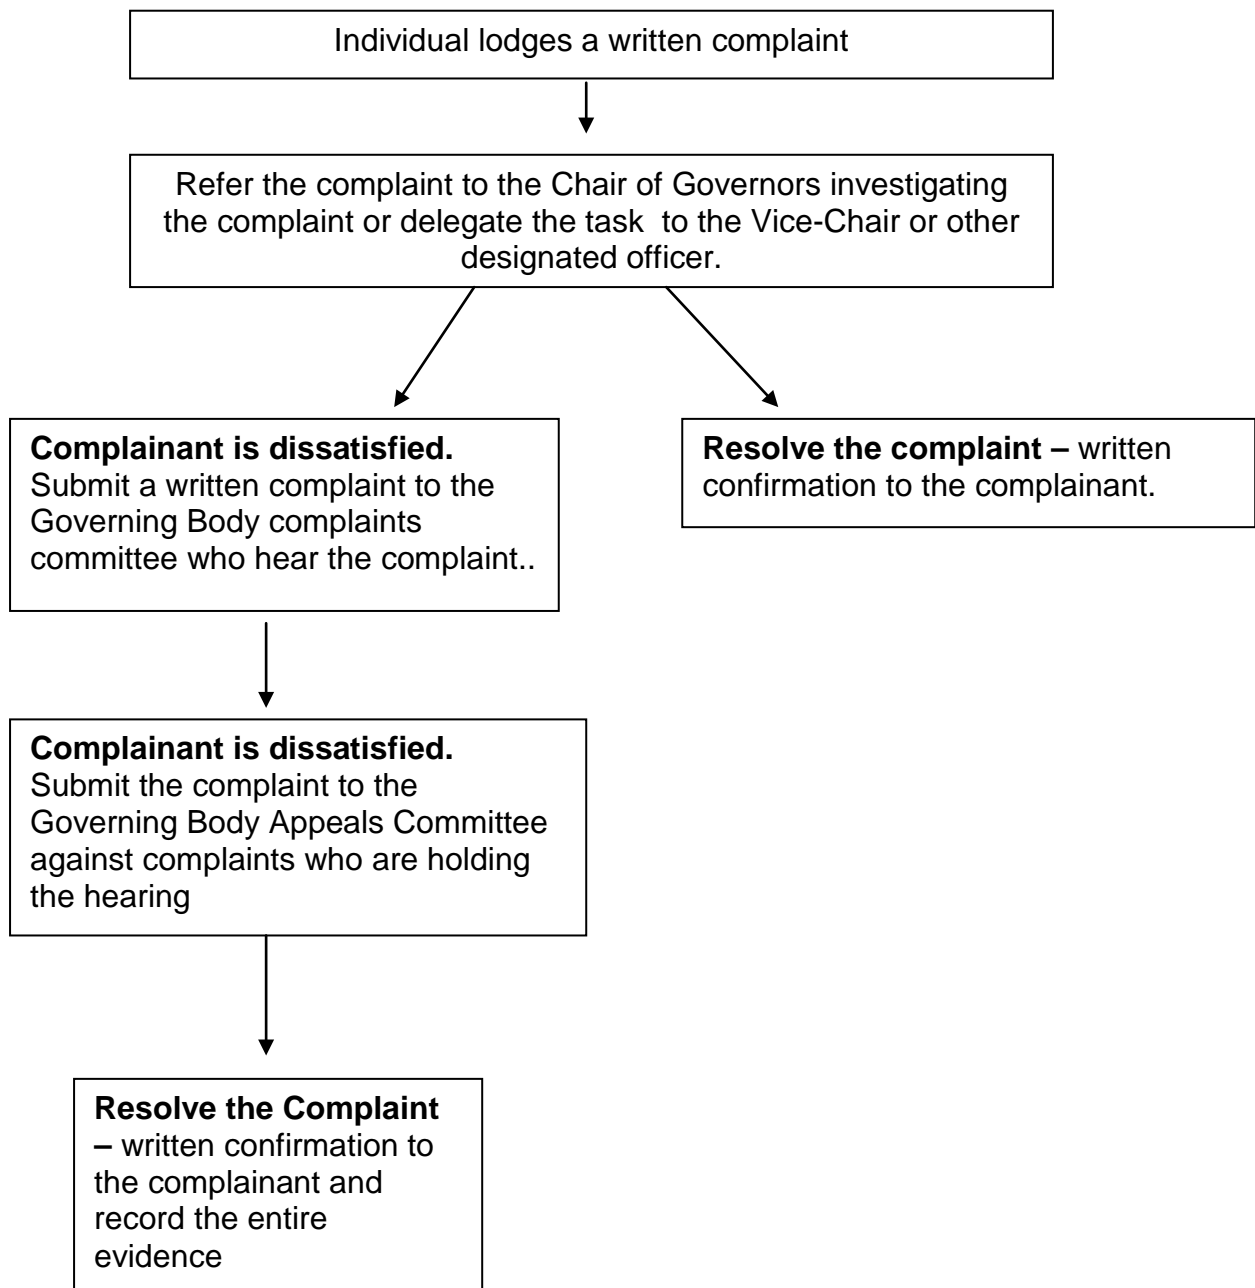 Individual lodges a written complaint
Refer the complaint to the Chair of Governors investigating
the complaint or delegate the task  to the Vice-Chair or other
designated officer.
Complainant is dissatisfied.
Submit a written complaint to the
Governing Body complaints
committee who hear the complaint..
Resolve the complaint – written
confirmation to the complainant.
Complainant is dissatisfied.
Submit the complaint to the
Governing Body Appeals Committee
against complaints who are holding
the hearing
Resolve the Complaint
– written confirmation to
the complainant and
record the entire
evidence